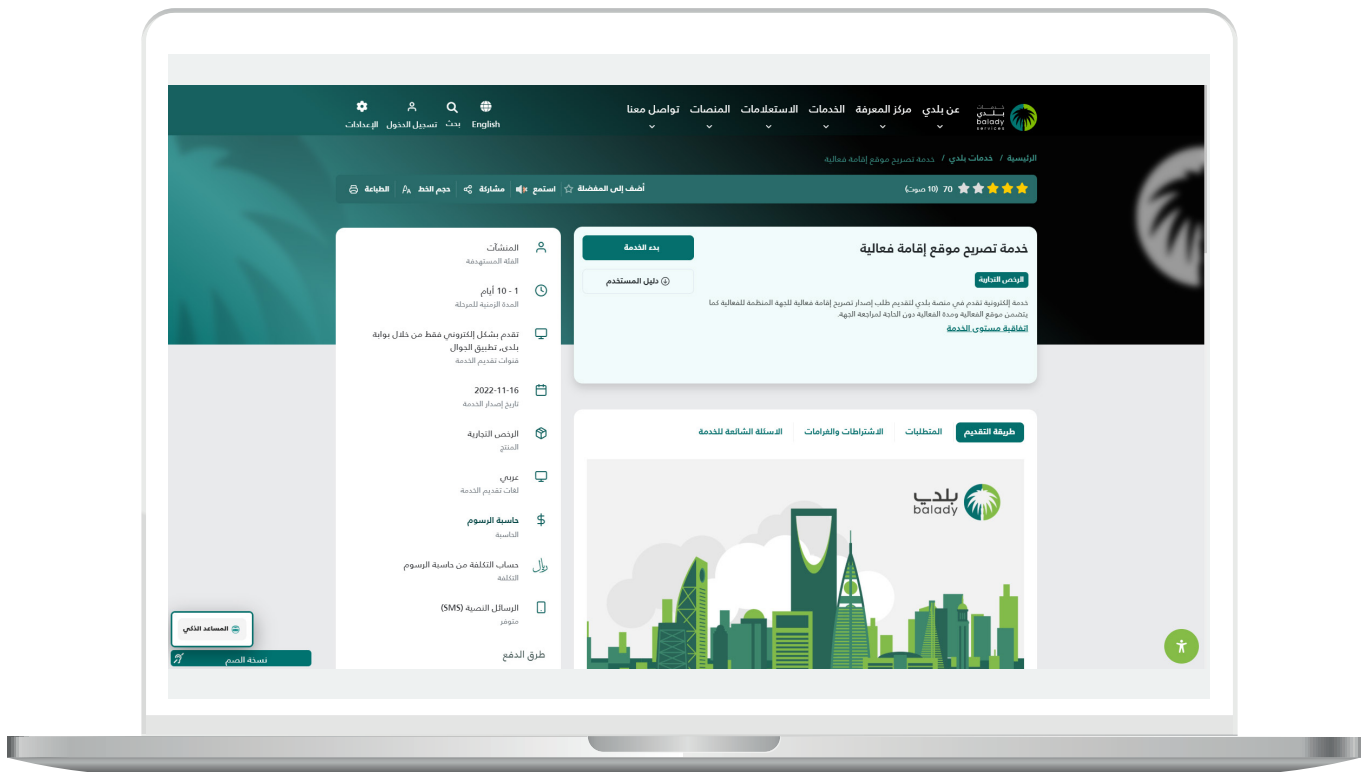 خدمات
بلدي
balady
services
عن بلدي
مركز المعرفة
الخدمات
الاستعلامات
المنصات
تواصل معنا
English
بحث
تسجيل الدخول
الإعدادات
الرئيسية / خدمات بلدي / خدمة تصريح موقع إقامة فعالية
70 (10 صوت)
أضف إلى المفضلة
استمع
مشاركة
حجم الخط
الطباعة
خدمة تصريح موقع إقامة فعالية
بدء الخدمة
الرخص التجارية
دليل المستخدم
خدمة إلكترونية تقدم في منصة بلدي لتقديم طلب إصدار تصريح إقامة فعالية للجهة المنظمة للفعالية كما
يتضمن موقع الفعالية ومدة الفعالية دون الحاجة لمراجعة الجهة.
اتفاقية مستوى الخدمة
المنشآت
الفئة المستهدفة
1 - 10 أيام
المدة الزمنية للمرحلة
تقدم بشكل إلكتروني فقط من خلال بوابة
بلدي, تطبيق الجوال
قنوات تقديم الخدمة
2022-11-16
تاريخ إصدار الخدمة
الرخص التجارية
المنتج
عربي
لغات تقديم الخدمة
حاسبة الرسوم
الحاسبة
حساب التكلفة من حاسبة الرسوم
التكلفة
الرسائل النصية (SMS)
متوفر
طرق الدفع
طريقة التقديم
المتطلبات
الاشتراطات والغرامات
الاسئلة الشائعة للخدمة
بلدي
balady
المساعد الذكي
نسخة الصم